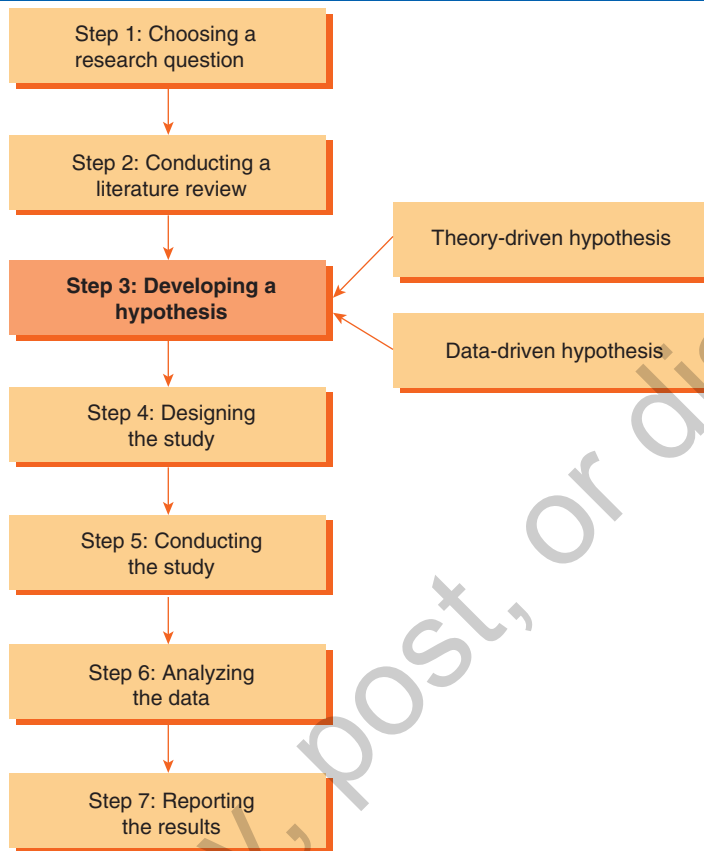 Step 1: Choosing a
research question
Step 2: Conducting a
literature review
Theory-driven hypothesis
Step 3: Developing a
hypothesis
Data-driven hypothesis
Step 4: Designing
the study
Step 5: Conducting
the study
Step 6: Analyzing
the data
Step 7: Reporting
the results
post, or